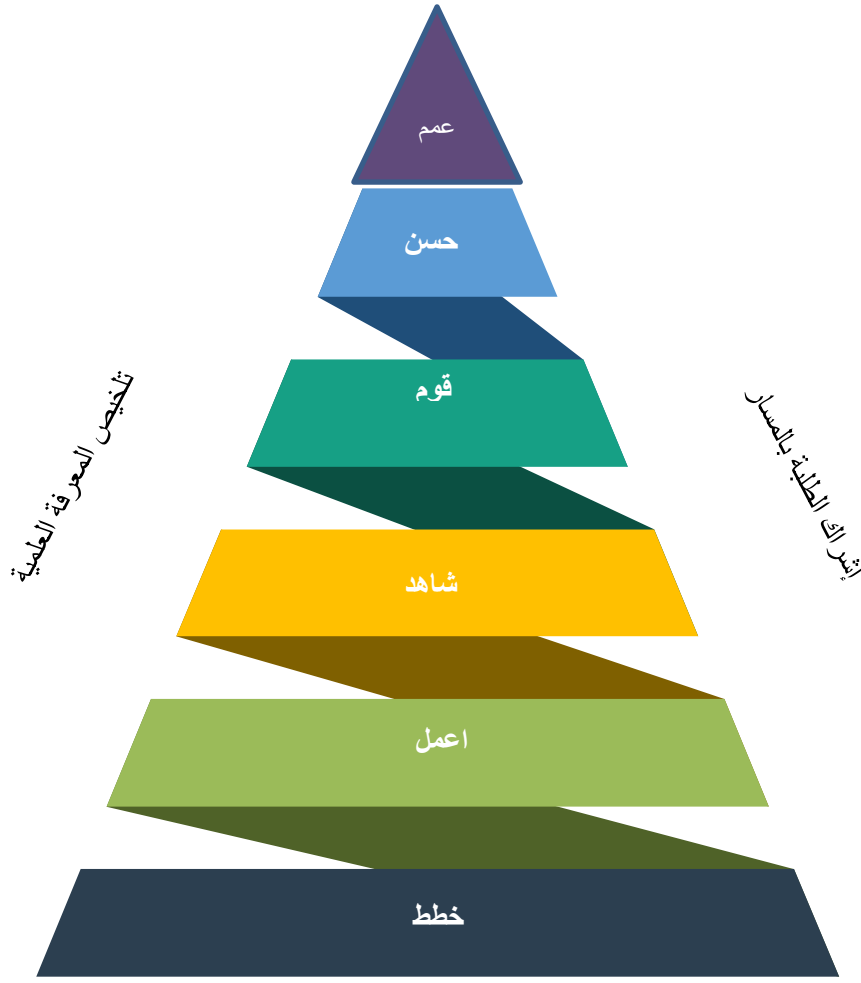 عمم
حسن
قوم
شاهد
اعمل
خطط
تلخيص المعرفة العلمية
إشراك الطلبة بالمسار